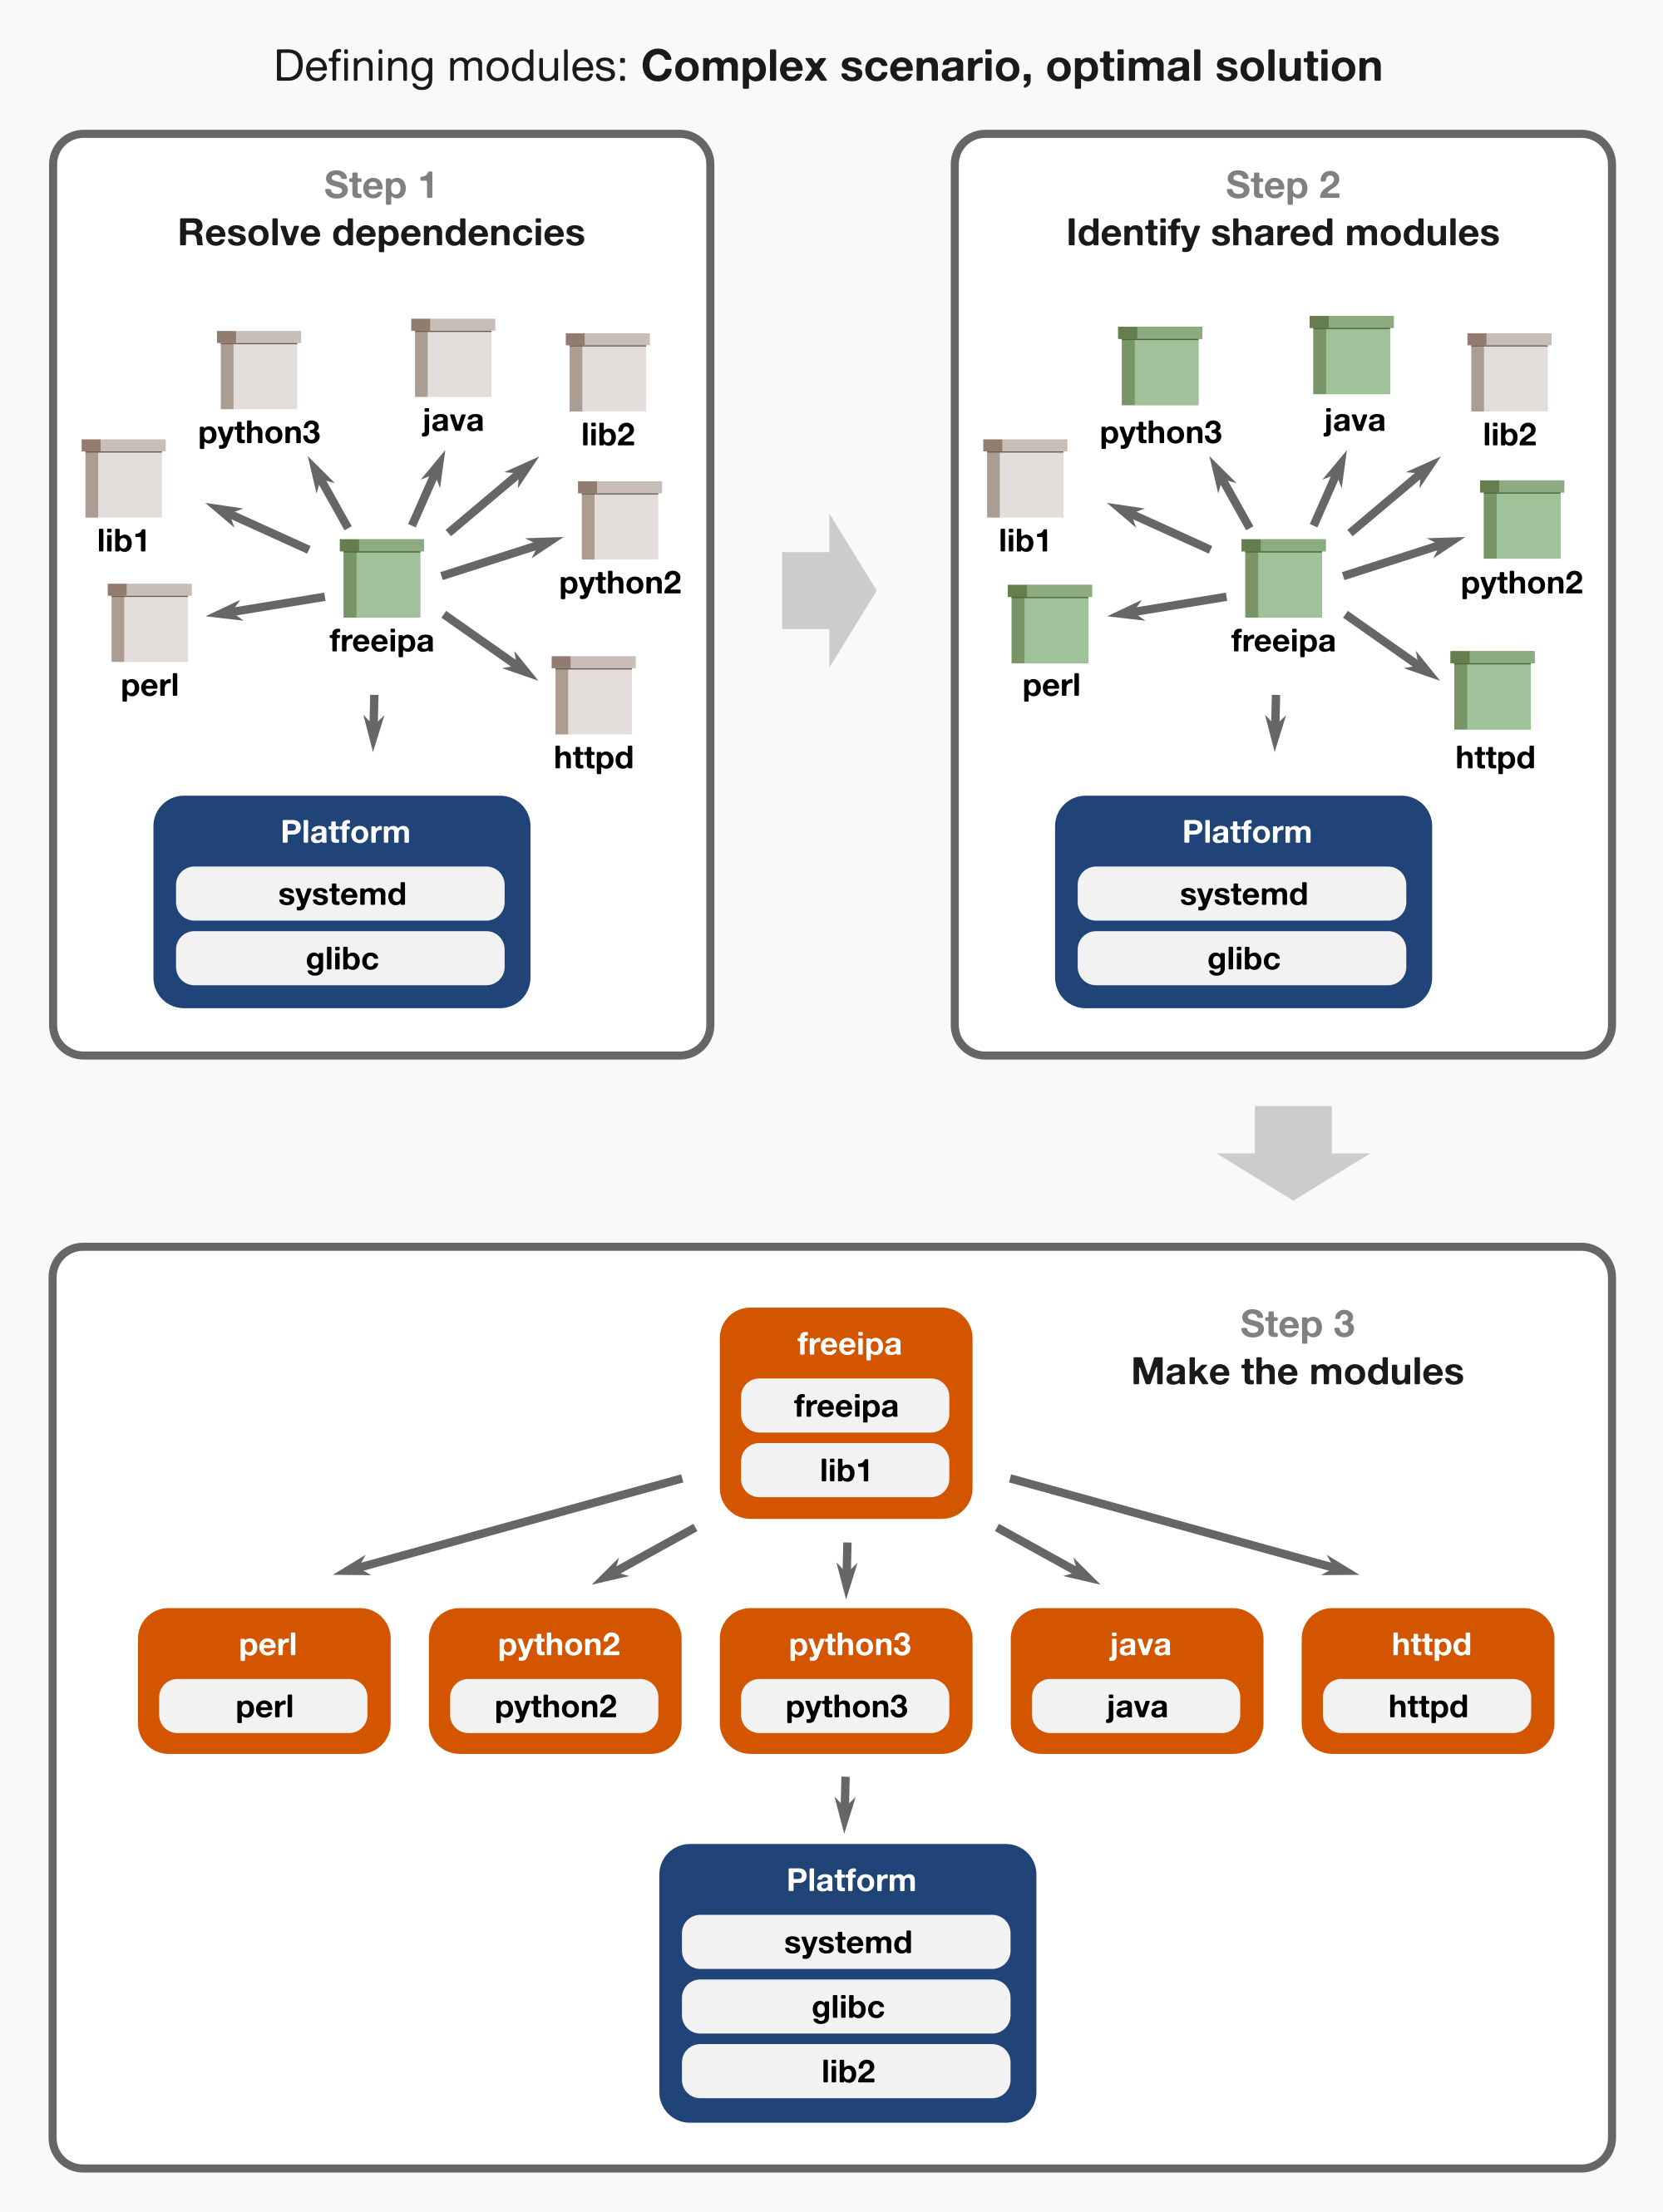 Defining modules: Complex scenario, optimal solution
Step 1
Resolve dependencies
python3
java
lib2
lib1
python2
freeipa
perl
httpd
Platform
systemd
glibc
Step 2
Identify shared modules
python3
java
lib2
lib1
python2
freeipa
perl
httpd
Platform
systemd
glibc
Step 3
Make the modules
freeipa
freeipa
lib1
perl
perl
python2
python2
python3
python3
java
java
httpd
httpd
Platform
systemd
glibc
lib2